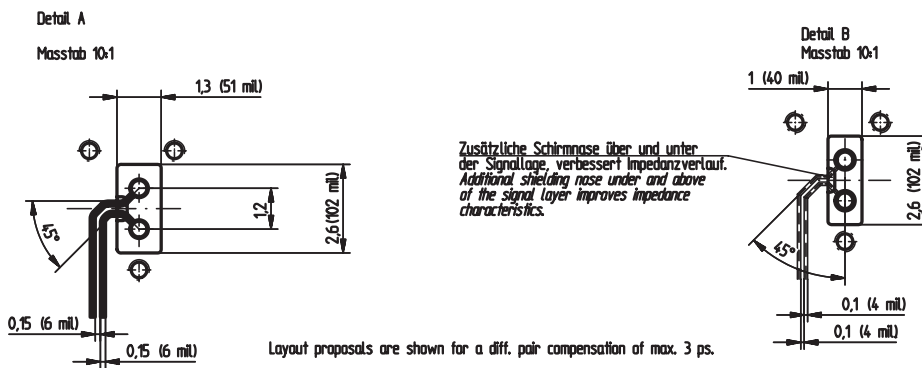 Detail A
Masstab 10:1
1,3 (51 mil)
1,2
2,6 (102 mil)
45°
0,15 (6 mil)
0,15 (6 mil)
Zusätzliche Schirmnase über und unter
der Signallage, verbessert Impedanzverlauf.
Additional shielding nose under and above
of the signal layer improves impedance
characteristics.
Detail B
Masstab 10:1
1 (40 mil)
2,6 (102 mil)
45°
0,1 (4 mil)
0,1 (4 mil)
Layout proposals are shown for a diff. pair compensation of max. 3 ps.